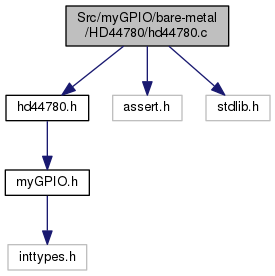 Src/myGPIO/bare-metal
/HD44780/hd44780.c
hd44780.h
assert.h
stdlib.h
myGPIO.h
inttypes.h